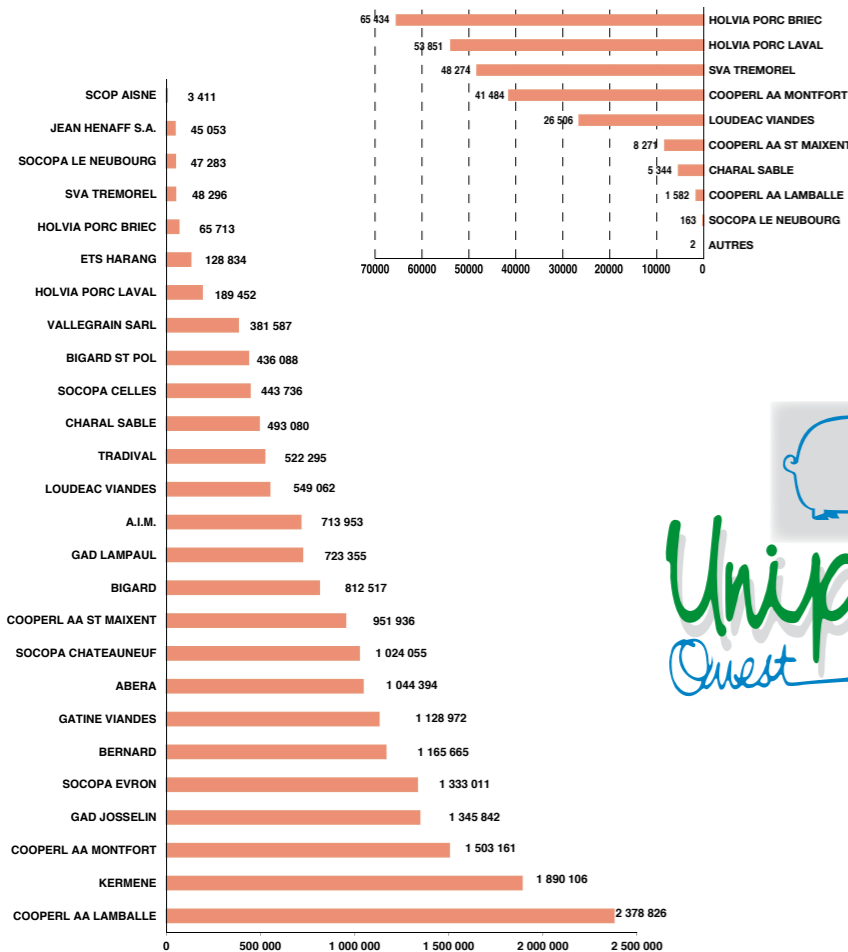 65 434 HOLVIA PORC BRIEC
53 851 HOLVIA PORC LAVAL
48 274 SVA TREMOREL
41 484 COOPERL AA MONTFORT
26 506 LOUDEAC VIANDES
8 271 COOPERL AA ST MAIXENT
5 344 CHARAL SABLE
1 582 COOPERL AA LAMBALLE
163 SOCOPA LE NEUBOURG
2 AUTRES
70000 60000 50000 40000 30000 20000 10000 0
SCOP AISNE 3 411
JEAN HENAFF S.A. 45 053
SOCOPA LE NEUBOURG 47 283
SVA TREMOREL 48 296
HOLVIA PORC BRIEC 65 713
ETS HARANG 128 834
HOLVIA PORC LAVAL 189 452
VALLEGRAIN SARL 381 587
BIGARD ST POL 436 088
SOCOPA CELLES 443 736
CHARAL SABLE 493 080
TRADIVAL 522 295
LOUDEAC VIANDES 549 062
A.I.M. 713 953
GAD LAMPAUL 723 355
BIGARD 812 517
COOPERL AA ST MAIXENT 951 936
SOCOPA CHATEAUNEUF 1 024 055
ABERA 1 044 394
GATINE VIANDES 1 128 972
BERNARD 1 165 665
SOCOPA EVRON 1 333 011
GAD JOSSELIN 1 345 842
COOPERL AA MONTFORT 1 503 161
KERMENE 1 890 106
COOPERL AA LAMBALLE 2 378 826
0 500 000 1 000 000 1 500 000 2 000 000 2 500 000
Unip
Ouest